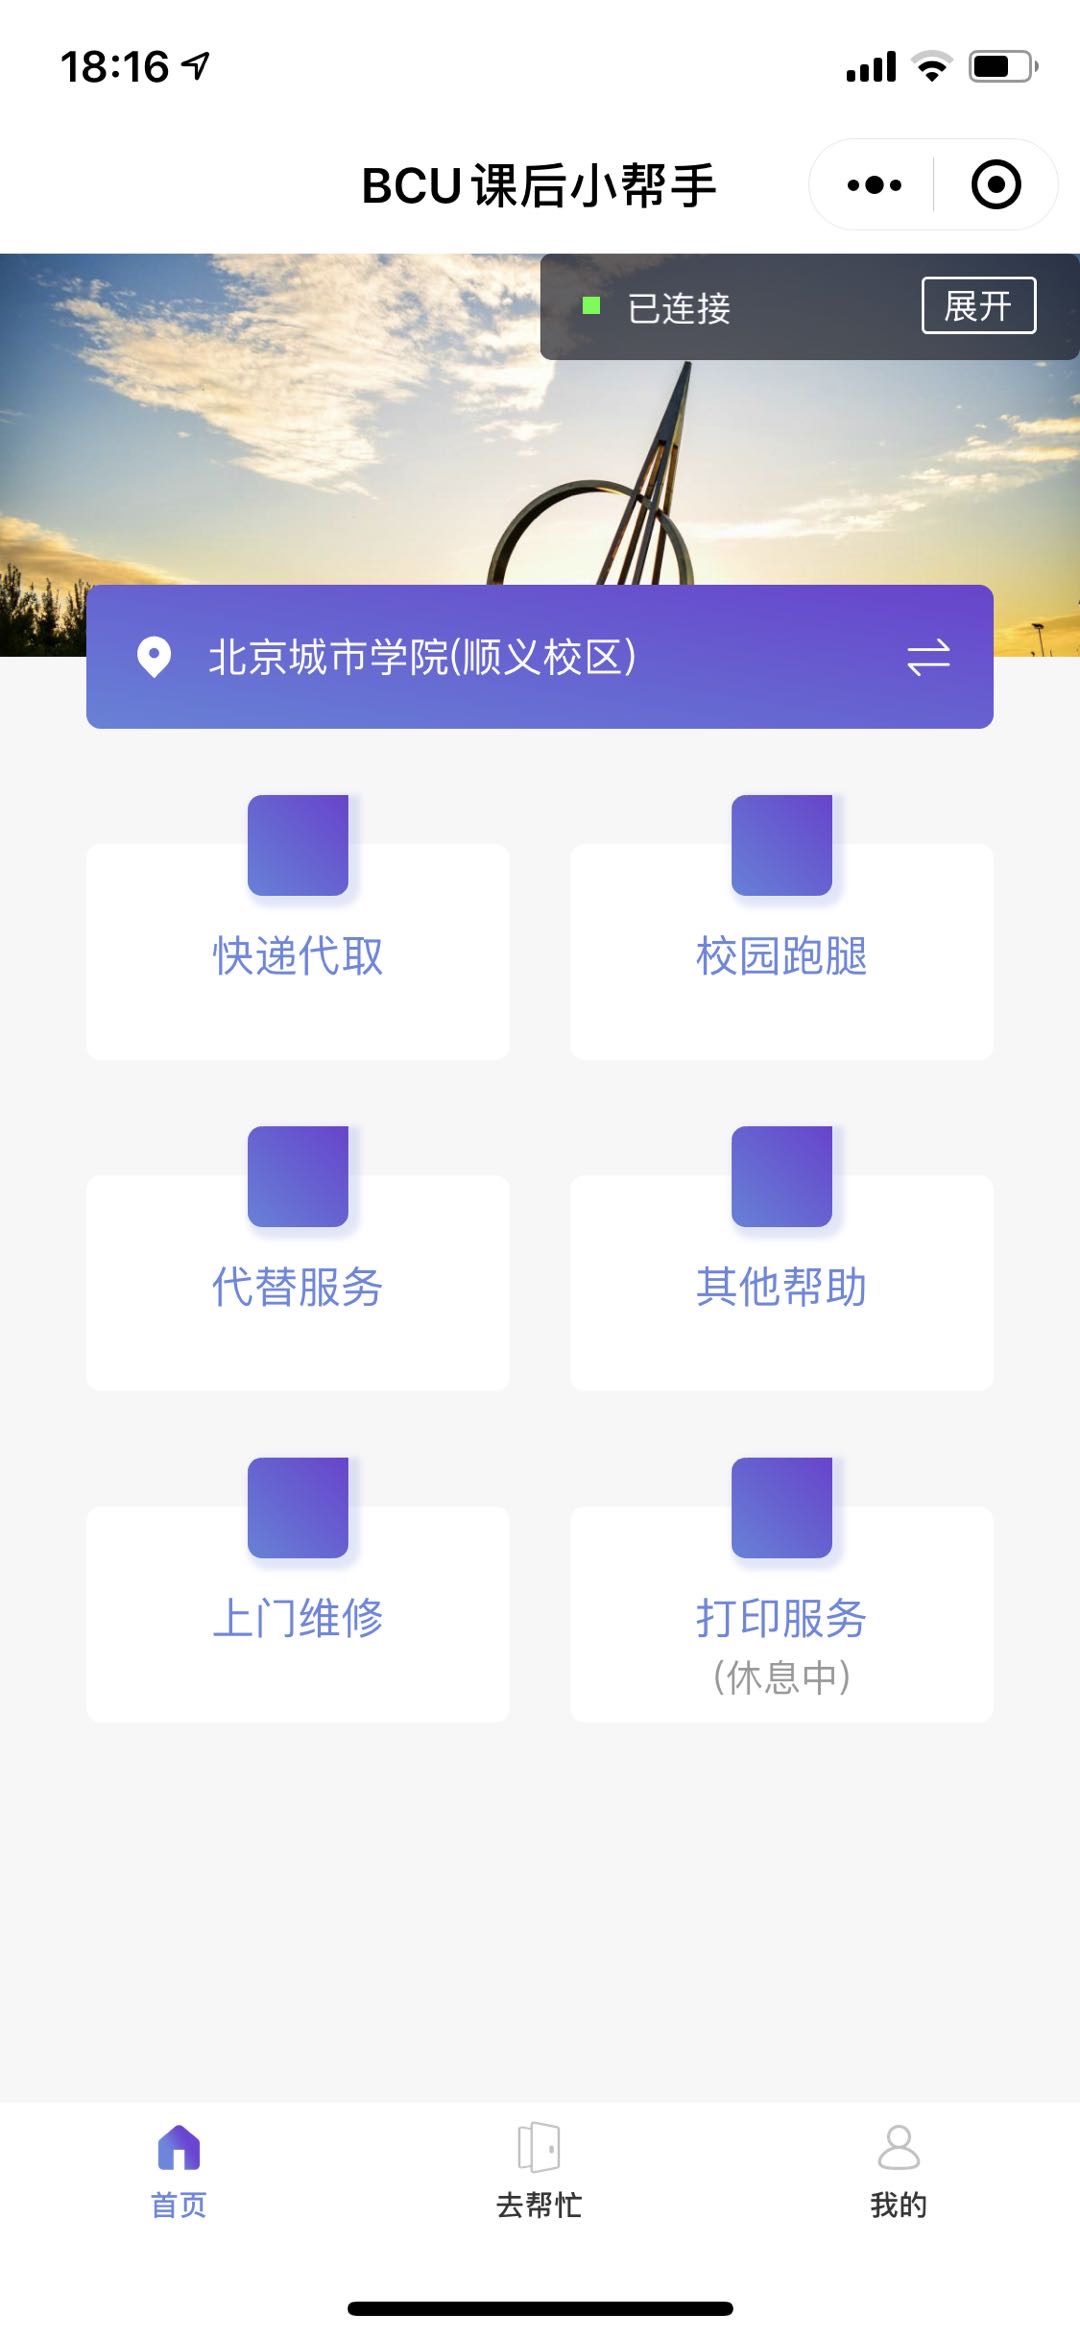 18:16
BCU课后小帮手
已连接
展开
北京城市学院(顺义校区)
快递代取
校园跑腿
代替服务
其他帮助
上门维修
打印服务
(休息中)
首页
去帮忙
我的